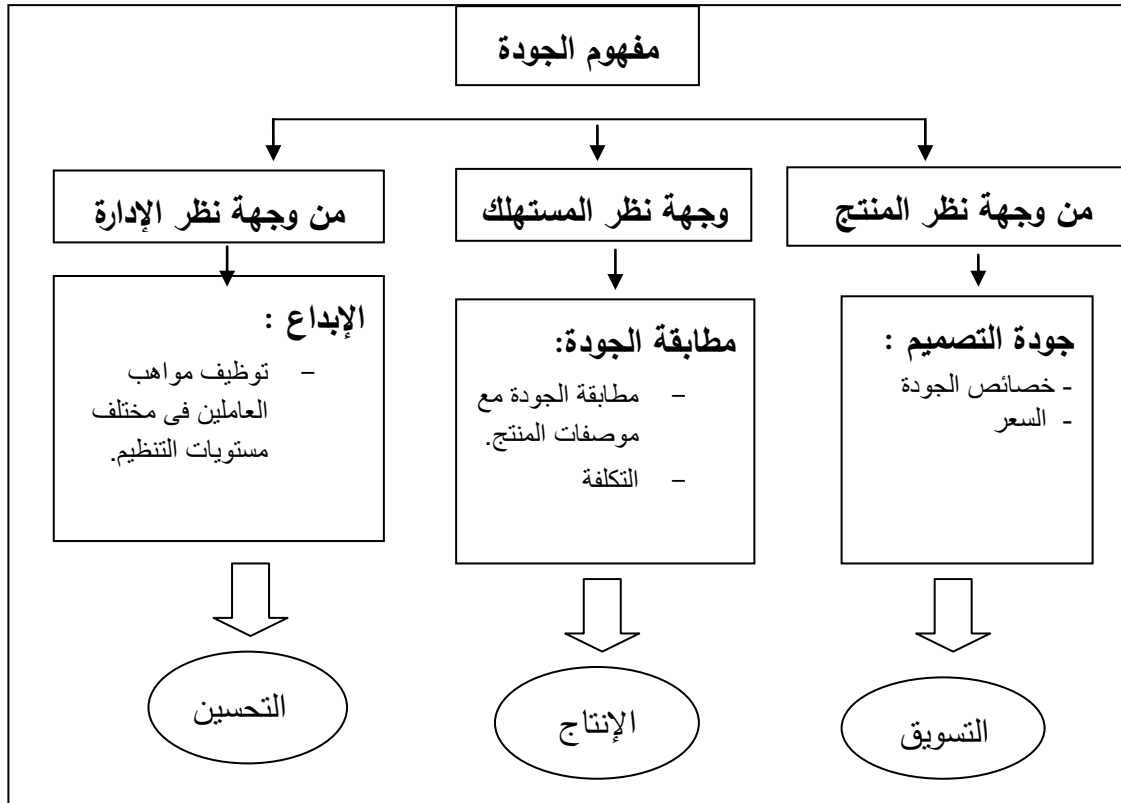 مفهوم الجودة
من وجهة نظر المنتج
وجهة نظر المستهلك
من وجهة نظر الإدارة
جودة التصميم :
- خصائص الجودة
- السعر
مطابقة الجودة:
– مطابقة الجودة مع
موصفات المنتج.
– التكلفة
الإبداع :
– توظيف مواهب
العاملين فى مختلف
مستويات التنظيم.
التسويق
الإنتاج
التحسين